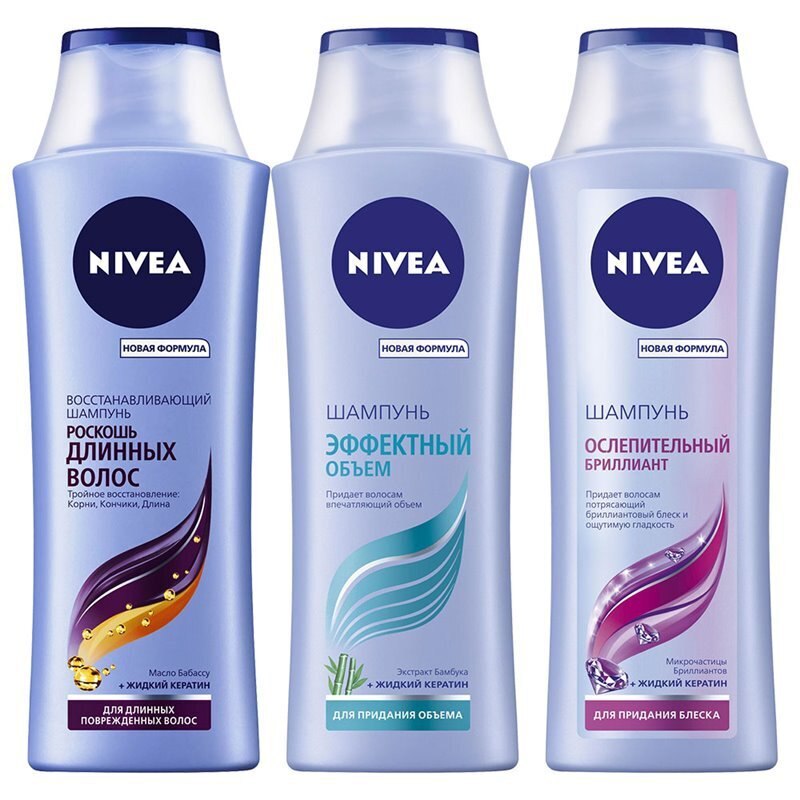 NIVEA
НОВАЯ ФОРМУЛА
ВОССТАНАВЛИВАЮЩИЙ
ШАМПУНЬ
РОСКОШЬ
ДЛИННЫХ
ВОЛОС
Тройное восстановление:
Корни, Кончики, Длина
Масло Бабассу
+ ЖИДКИЙ КЕРАТИН
ДЛЯ ДЛИННЫХ
ПОВРЕЖДЕННЫХ ВОЛОС
NIVEA
НОВАЯ ФОРМУЛА
ШАМПУНЬ
ЭФФЕКТНЫЙ
ОБЪЕМ
Придает волосам
впечатляющий объем
Экстракт Бамбука
+ ЖИДКИЙ КЕРАТИН
ДЛЯ ПРИДАНИЯ ОБЪЕМА
NIVEA
НОВАЯ ФОРМУЛА
ШАМПУНЬ
ОСЛЕПИТЕЛЬНЫЙ
БРИЛЛИАНТ
Придает волосам
потрясающий
бриллиантовый блеск и
ощутимую гладкость
Микрочастицы
Бриллиантов
+ ЖИДКИЙ КЕРАТИН
ДЛЯ ПРИДАНИЯ БЛЕСКА